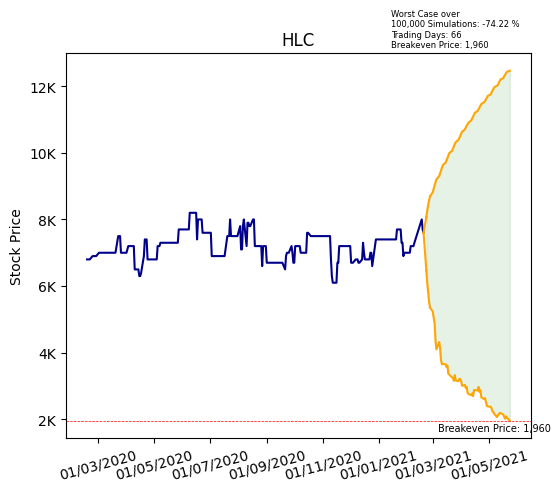 Worst Case over
100,000 Simulations: -74.22 %
Trading Days: 66
Breakeven Price: 1,960
HLC
Stock Price
12K
10K
8K
6K
4K
2K
Breakeven Price: 1,960
01/03/2020 01/05/2020 01/07/2020 01/09/2020 01/11/2020 01/01/2021 01/03/2021 01/05/2021